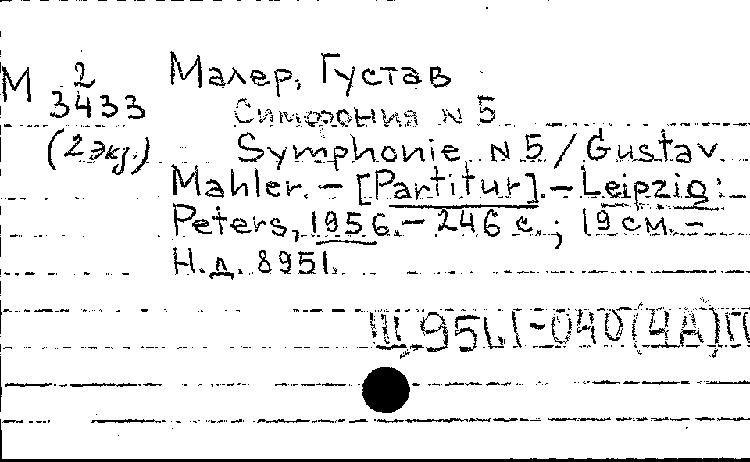 М 2 Малер, Густав
3433
Симфония N 5
(2 экз.) Symphonie N 5 / Gustav
Mahler. – [Partitur]. – Leipzig:
Peters, 1956. – 246 с.; 19 см. –
Н.д. 8951.
III 951.1-040(4А)П